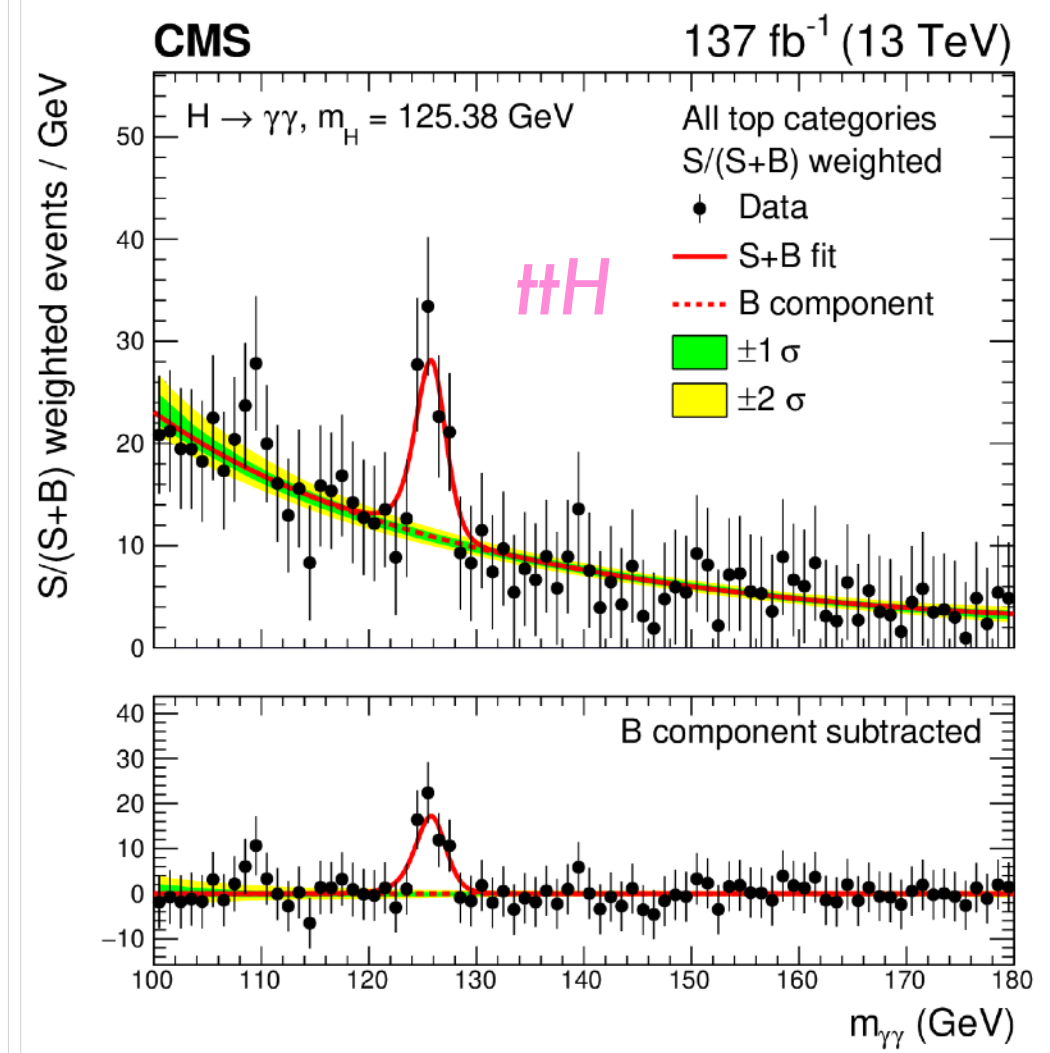 CMS
137 fb⁻¹ (13 TeV)
S/(S+B) weighted events / GeV
H → γγ, m_H = 125.38 GeV
All top categories
S/(S+B) weighted
Data
S+B fit
B component
±1 σ
±2 σ
ttH
50
40
30
20
10
0
B component subtracted
40
30
20
10
0
−10
100 110 120 130 140 150 160 170 180
m_γγ (GeV)